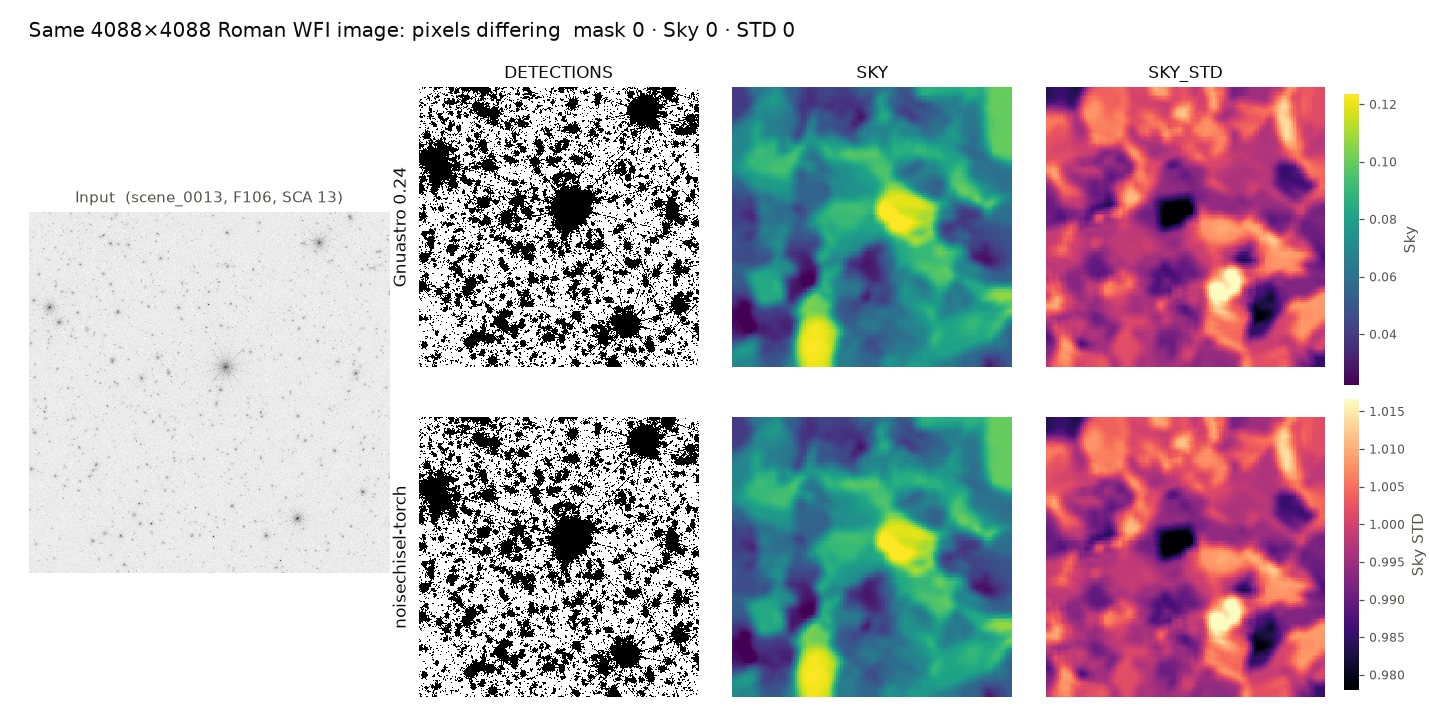 Same 4088×4088 Roman WFI image: pixels differing  mask 0 · Sky 0 · STD 0
DETECTIONS
SKY
SKY_STD
Input  (scene_0013, F106, SCA 13)
Gnuastro 0.24
noisechisel-torch
0.12
0.10
0.08
0.06
0.04
Sky
1.015
1.010
1.005
1.000
0.995
0.990
0.985
0.980
Sky STD